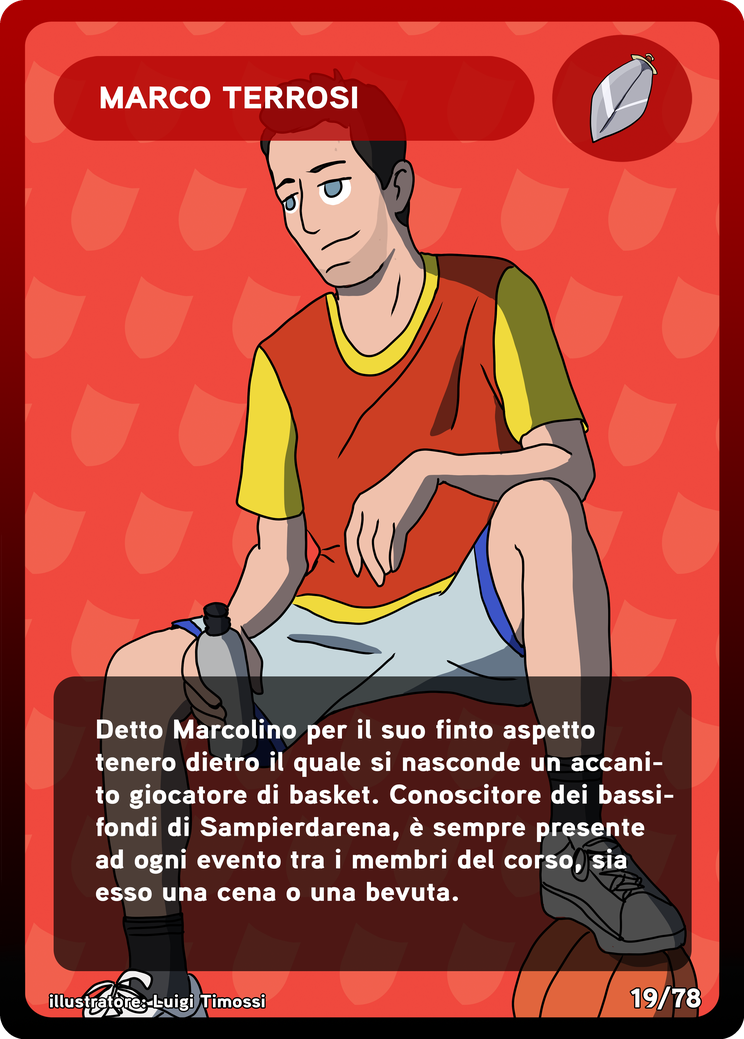 MARCO TERROSI
Detto Marcolino per il suo finto aspetto
tenero dietro il quale si nasconde un accani-
to giocatore di basket. Conoscitore dei bassi-
fondi di Sampierdarena, è sempre presente
ad ogni evento tra i membri del corso, sia
esso una cena o una bevuta.
illustratore: Luigi Timossi
19/78